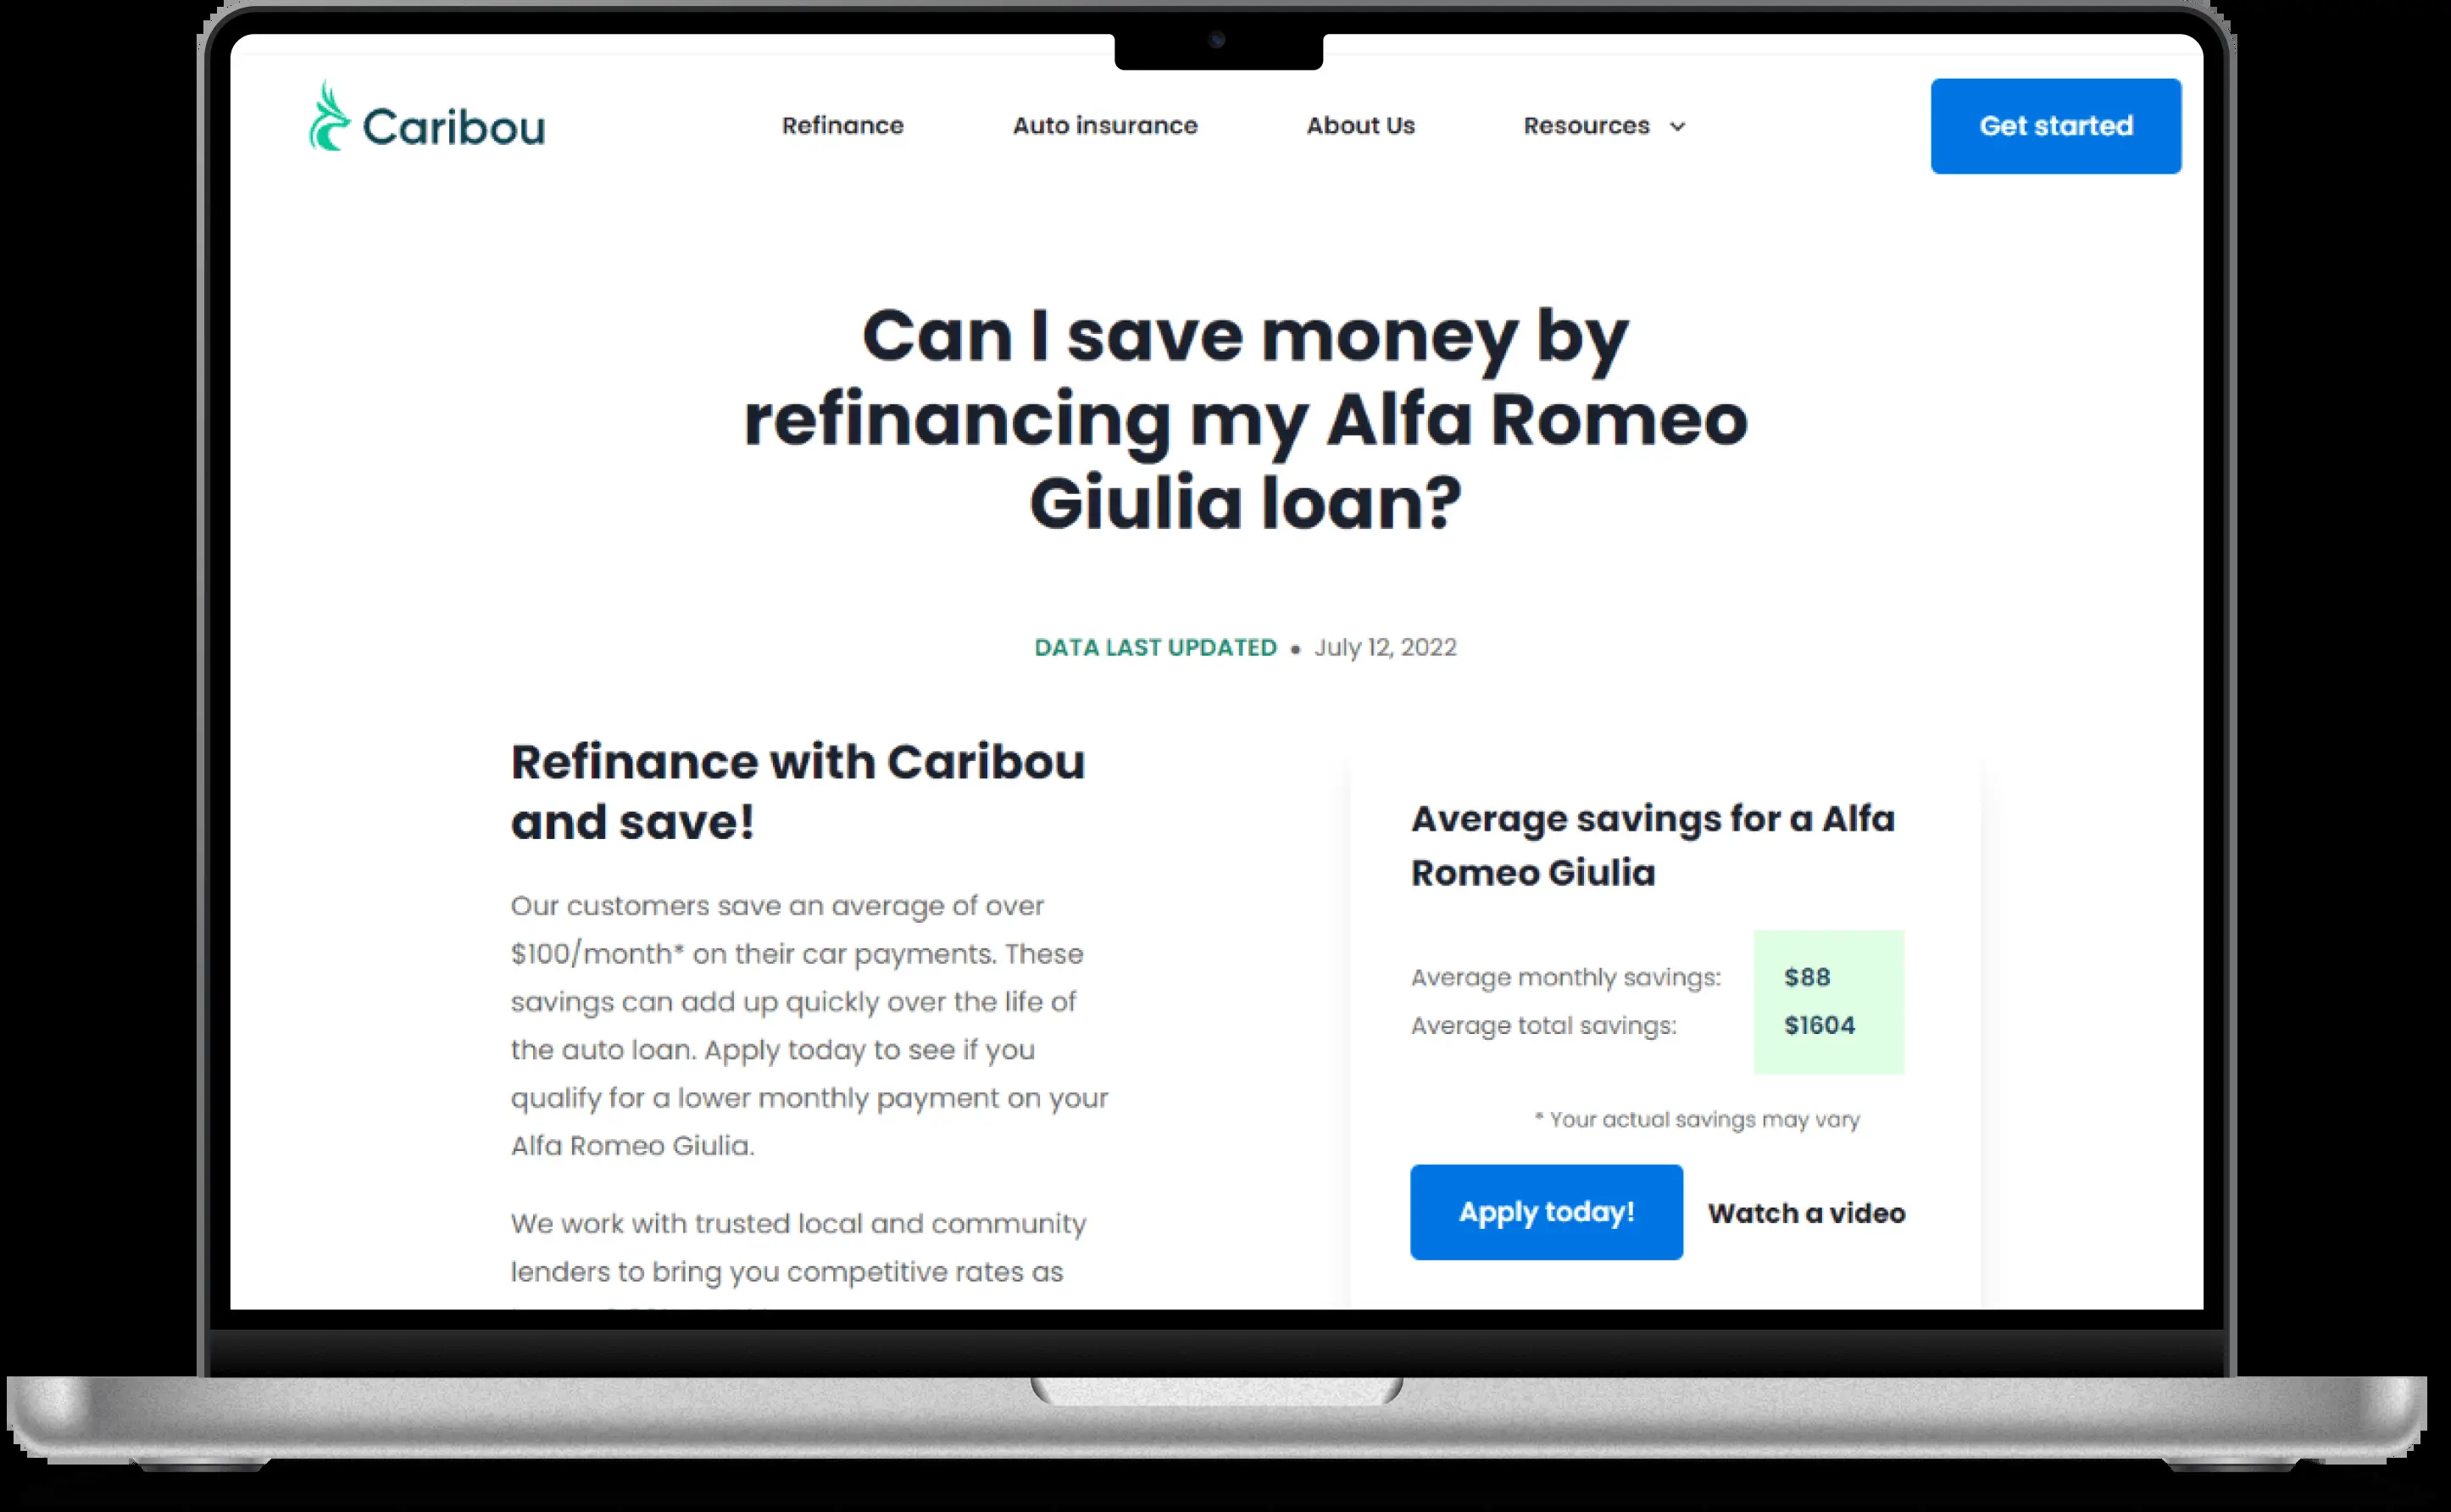 Caribou
Refinance
Auto insurance
About Us
Resources
Get started
Can I save money by
refinancing my Alfa Romeo
Giulia loan?
DATA LAST UPDATED • July 12, 2022
Refinance with Caribou
and save!
Our customers save an average of over
$100/month* on their car payments. These
savings can add up quickly over the life of
the auto loan. Apply today to see if you
qualify for a lower monthly payment on your
Alfa Romeo Giulia.
We work with trusted local and community
lenders to bring you competitive rates as
Average savings for a Alfa
Romeo Giulia
Average monthly savings: $88
Average total savings: $1604
* Your actual savings may vary
Apply today!
Watch a video